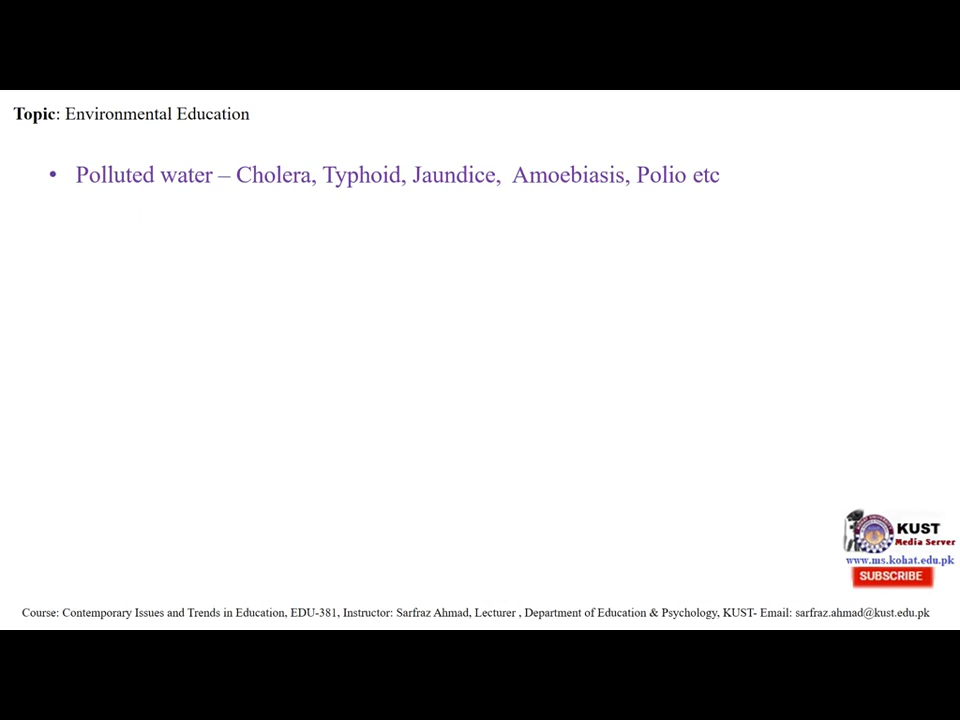 Topic: Environmental Education
• Polluted water – Cholera, Typhoid, Jaundice, Amoebiasis, Polio etc
KUST
Media Server
www.ms.kohat.edu.pk
SUBSCRIBE
Course: Contemporary Issues and Trends in Education, EDU-381, Instructor: Sarfraz Ahmad, Lecturer , Department of Education & Psychology, KUST- Email: sarfraz.ahmad@kust.edu.pk